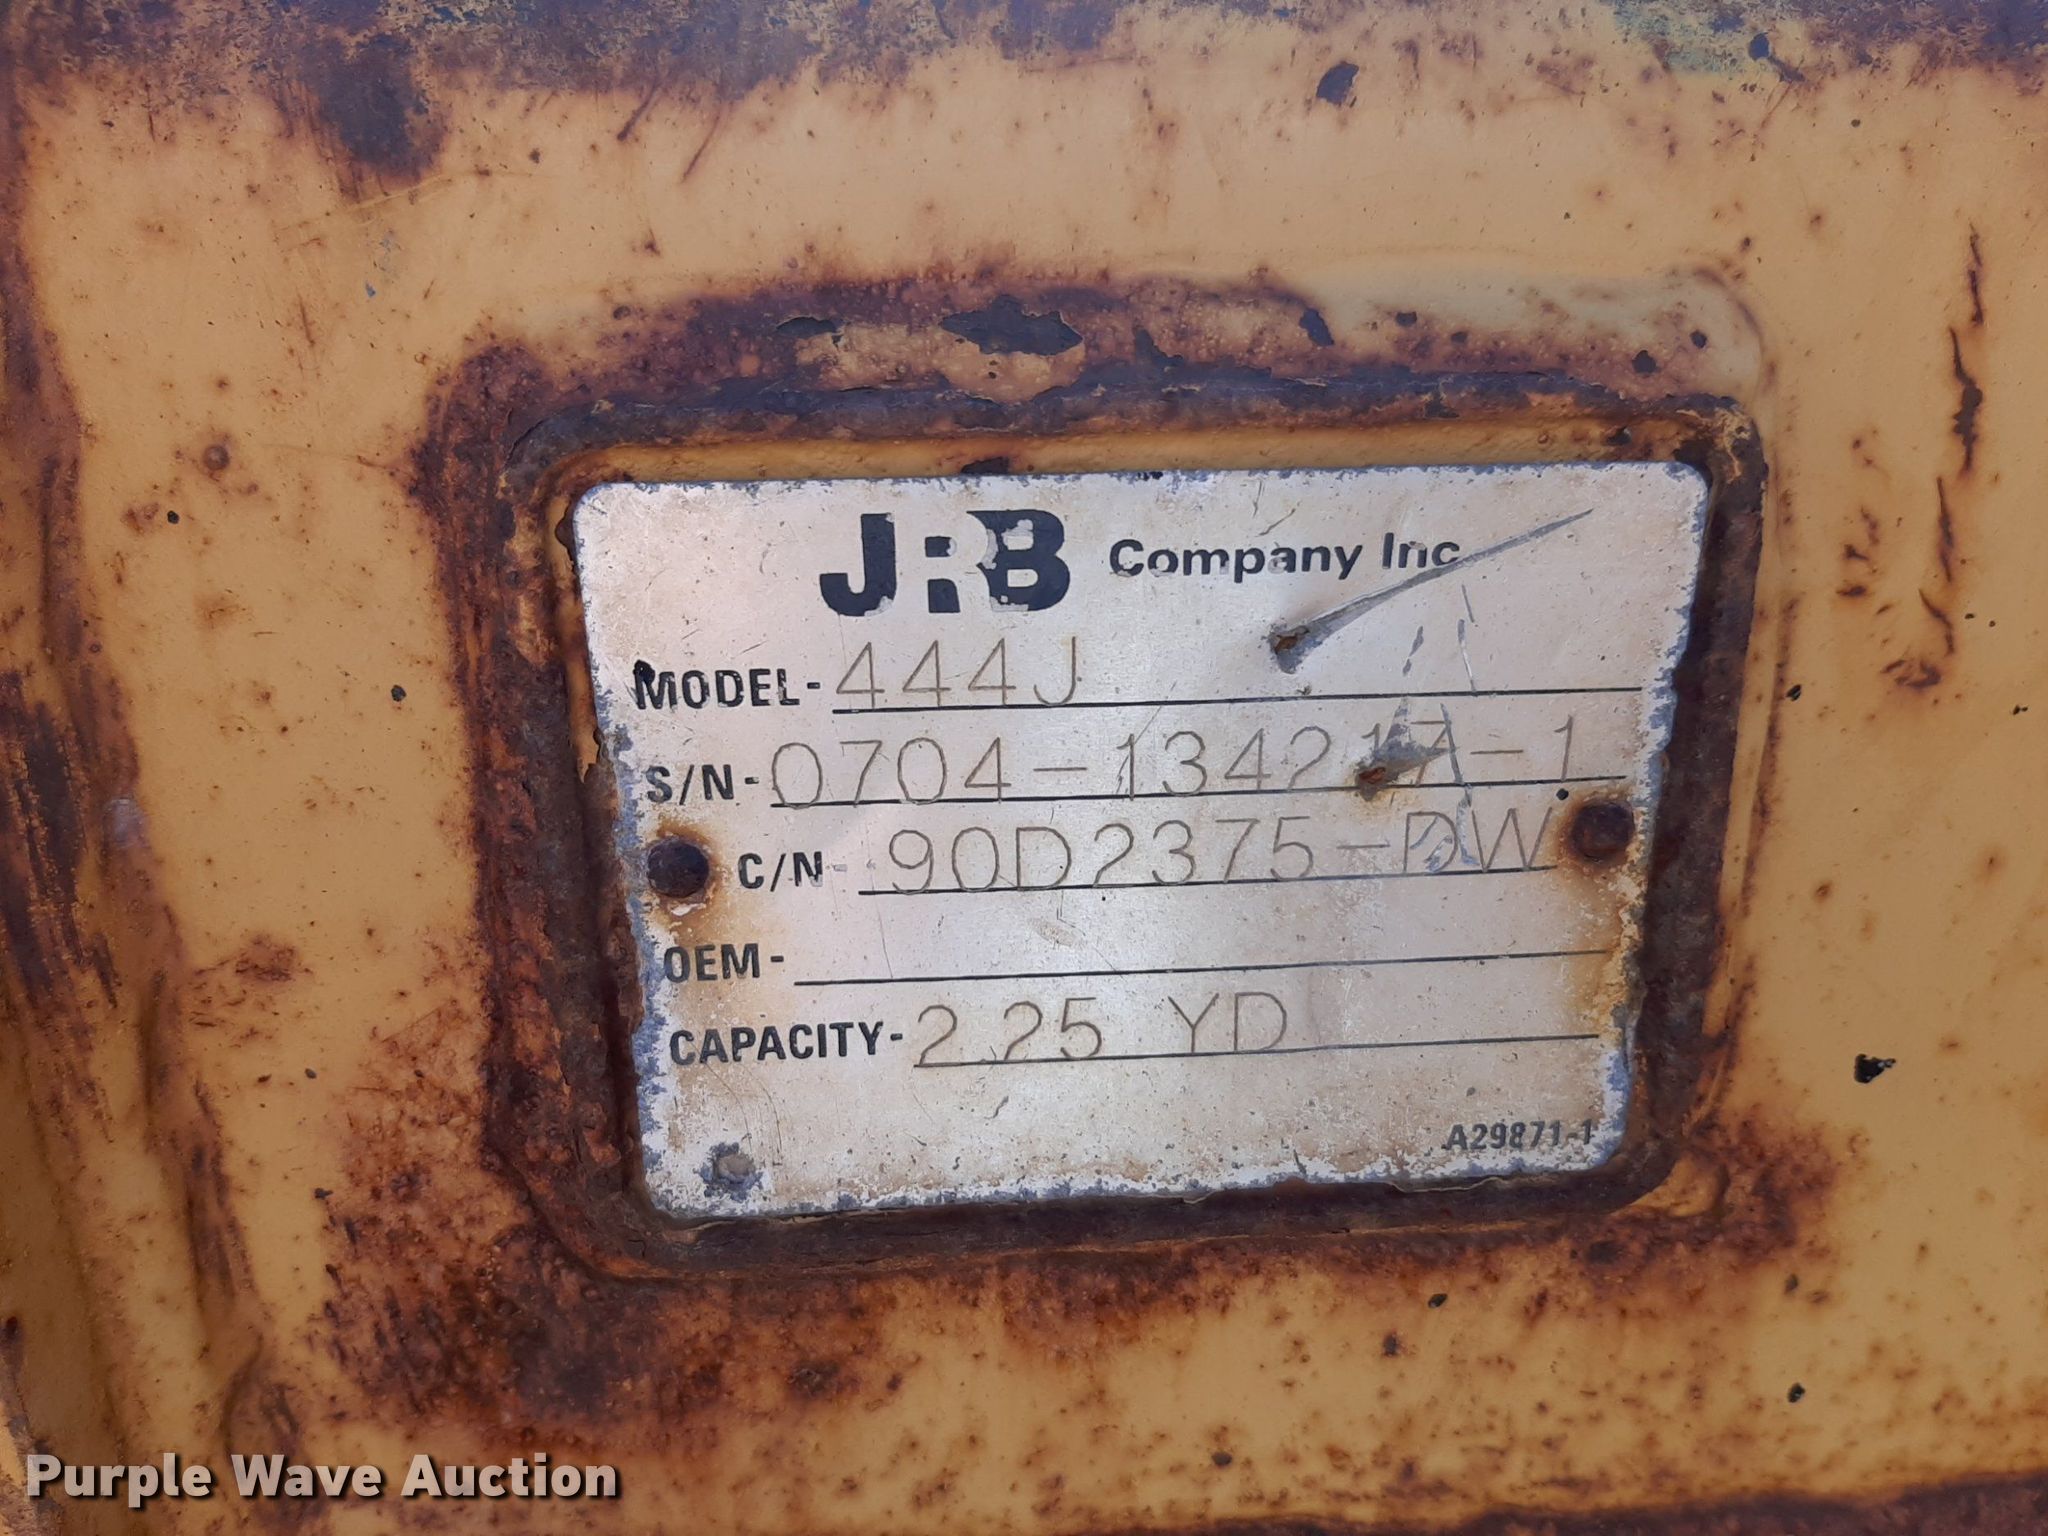 JRB Company Inc
MODEL- 444J
S/N- 0704-134217-1
C/N- 90D2375-DW
OEM-
CAPACITY- 2.25 YD
A29871-1
Purple Wave Auction